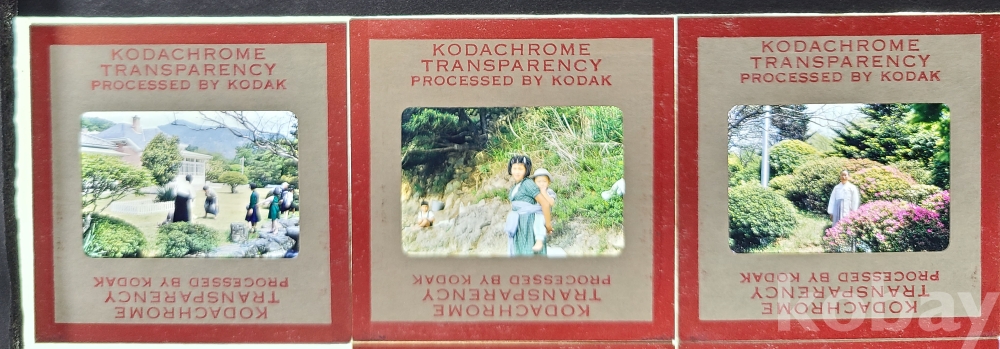 KODACHROME
TRANSPARENCY
PROCESSED BY KODAK
PROCESSED BY KODAK
TRANSPARENCY
KODACHROME
KODACHROME
TRANSPARENCY
PROCESSED BY KODAK
PROCESSED BY KODAK
TRANSPARENCY
KODACHROME
KODACHROME
TRANSPARENCY
PROCESSED BY KODAK
PROCESSED BY KODAK
TRANSPARENCY
KODACHROME
kobay